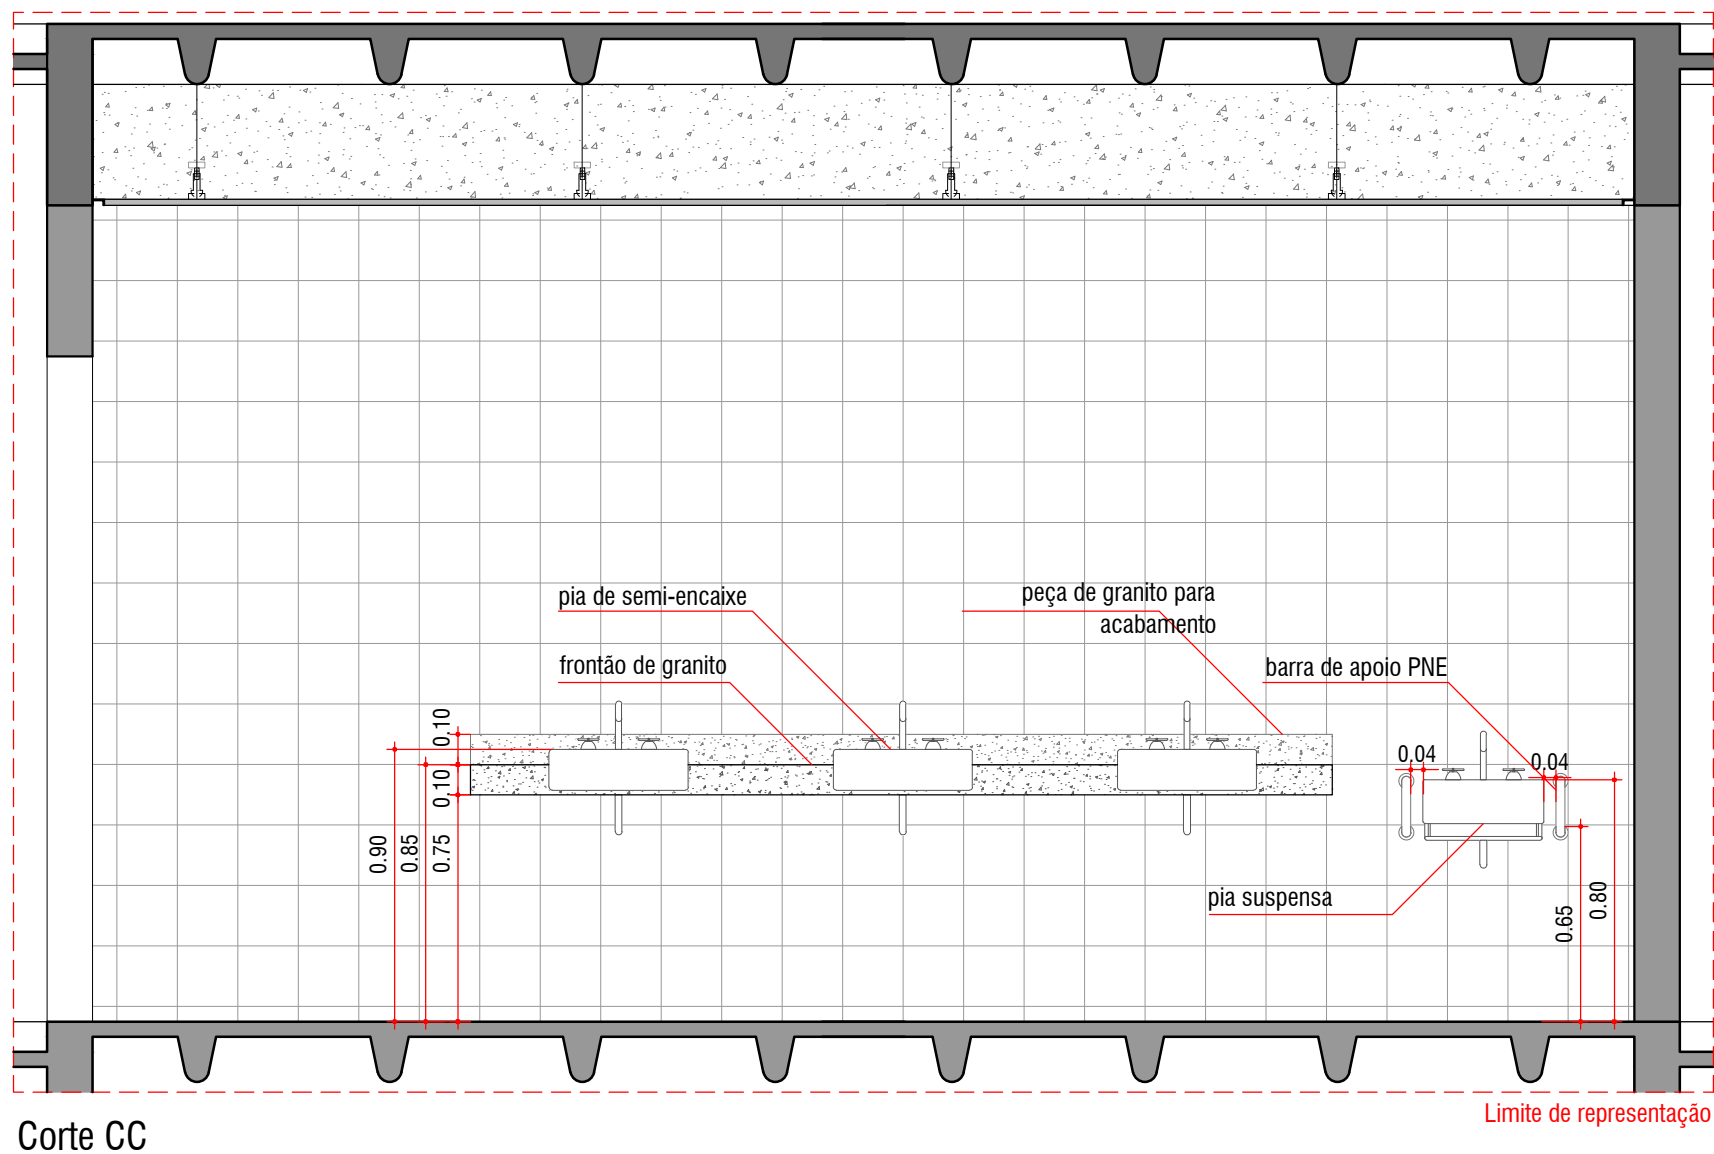 pia de semi-encaixe
peça de granito para
acabamento
frontão de granito
barra de apoio PNE
0.10
0.10
0.90
0.85
0.75
0.04
0.04
pia suspensa
0.65
0.80
Limite de representação
Corte CC